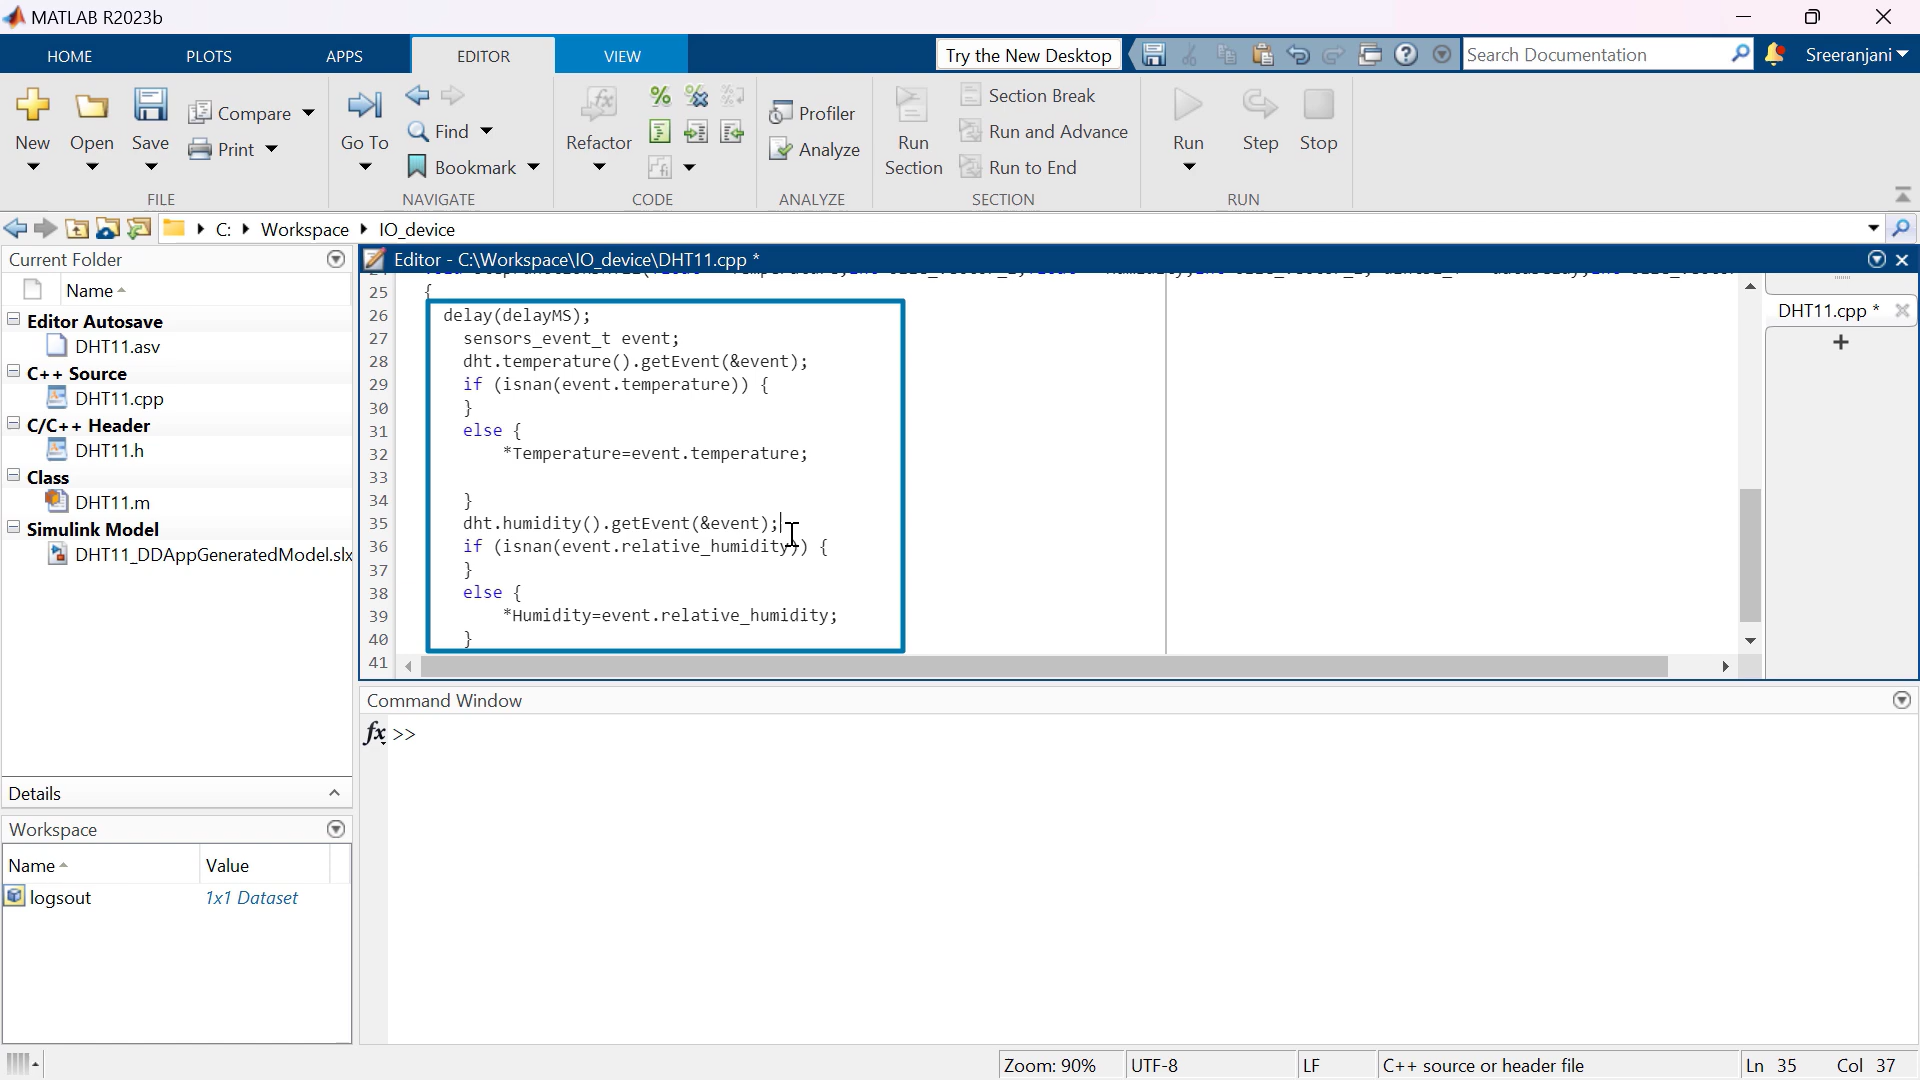 MATLAB R2023b
HOME PLOTS APPS EDITOR VIEW Try the New Desktop Search Documentation Sreeranjani
New Open Save Compare Print Go To Find Bookmark Refactor Profiler Analyze Run Section Section Break Run and Advance Run to End Run Step Stop
FILE NAVIGATE CODE ANALYZE SECTION RUN
C: Workspace IO_device
Current Folder
Name
Editor Autosave
DHT11.asv
C++ Source
DHT11.cpp
C/C++ Header
DHT11.h
Class
DHT11.m
Simulink Model
DHT11_DDAppGeneratedModel.slx
Details
Workspace
Name Value
logsout 1x1 Dataset
Editor - C:\Workspace\IO_device\DHT11.cpp *
DHT11.cpp *
25 {
26 delay(delayMS);
27 sensors_event_t event;
28 dht.temperature().getEvent(&event);
29 if (isnan(event.temperature)) {
30 }
31 else {
32 *Temperature=event.temperature;
33
34 }
35 dht.humidity().getEvent(&event);
36 if (isnan(event.relative_humidity)) {
37 }
38 else {
39 *Humidity=event.relative_humidity;
40 }
41
Command Window
fx >>
Zoom: 90% UTF-8 LF C++ source or header file Ln 35 Col 37